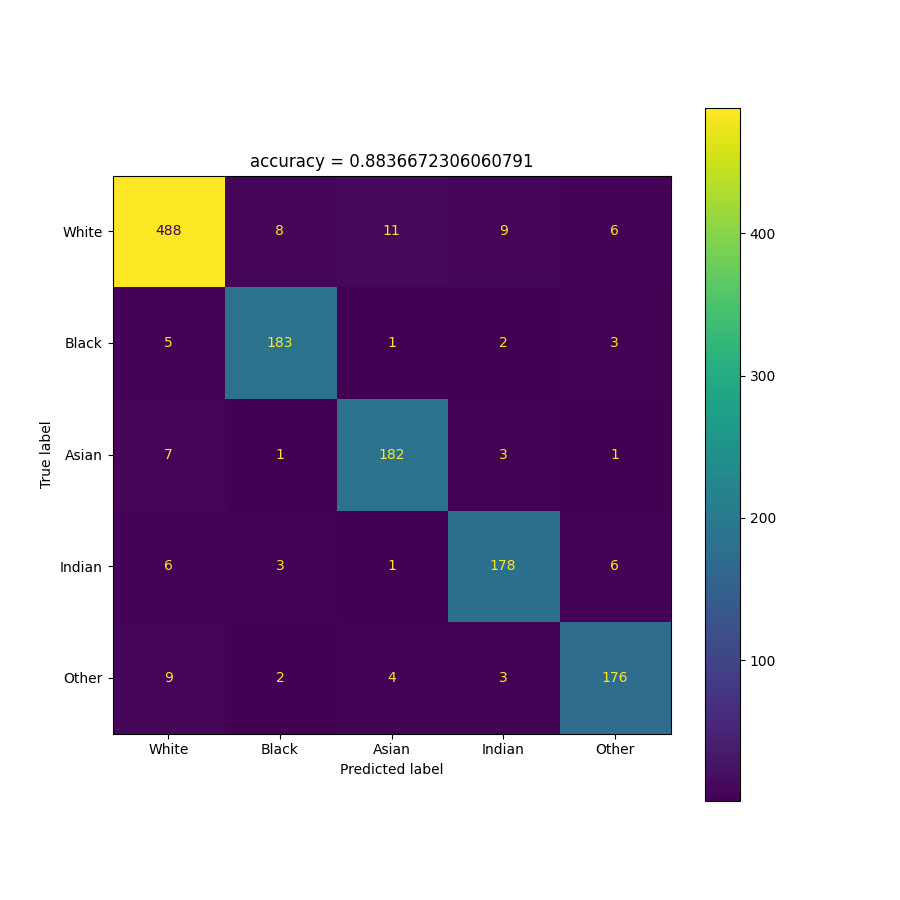 accuracy = 0.8836672306060791
White 488 8 11 9 6
Black 5 183 1 2 3
Asian 7 1 182 3 1
Indian 6 3 1 178 6
Other 9 2 4 3 176
White Black Asian Indian Other
Predicted label
True label
400
300
200
100